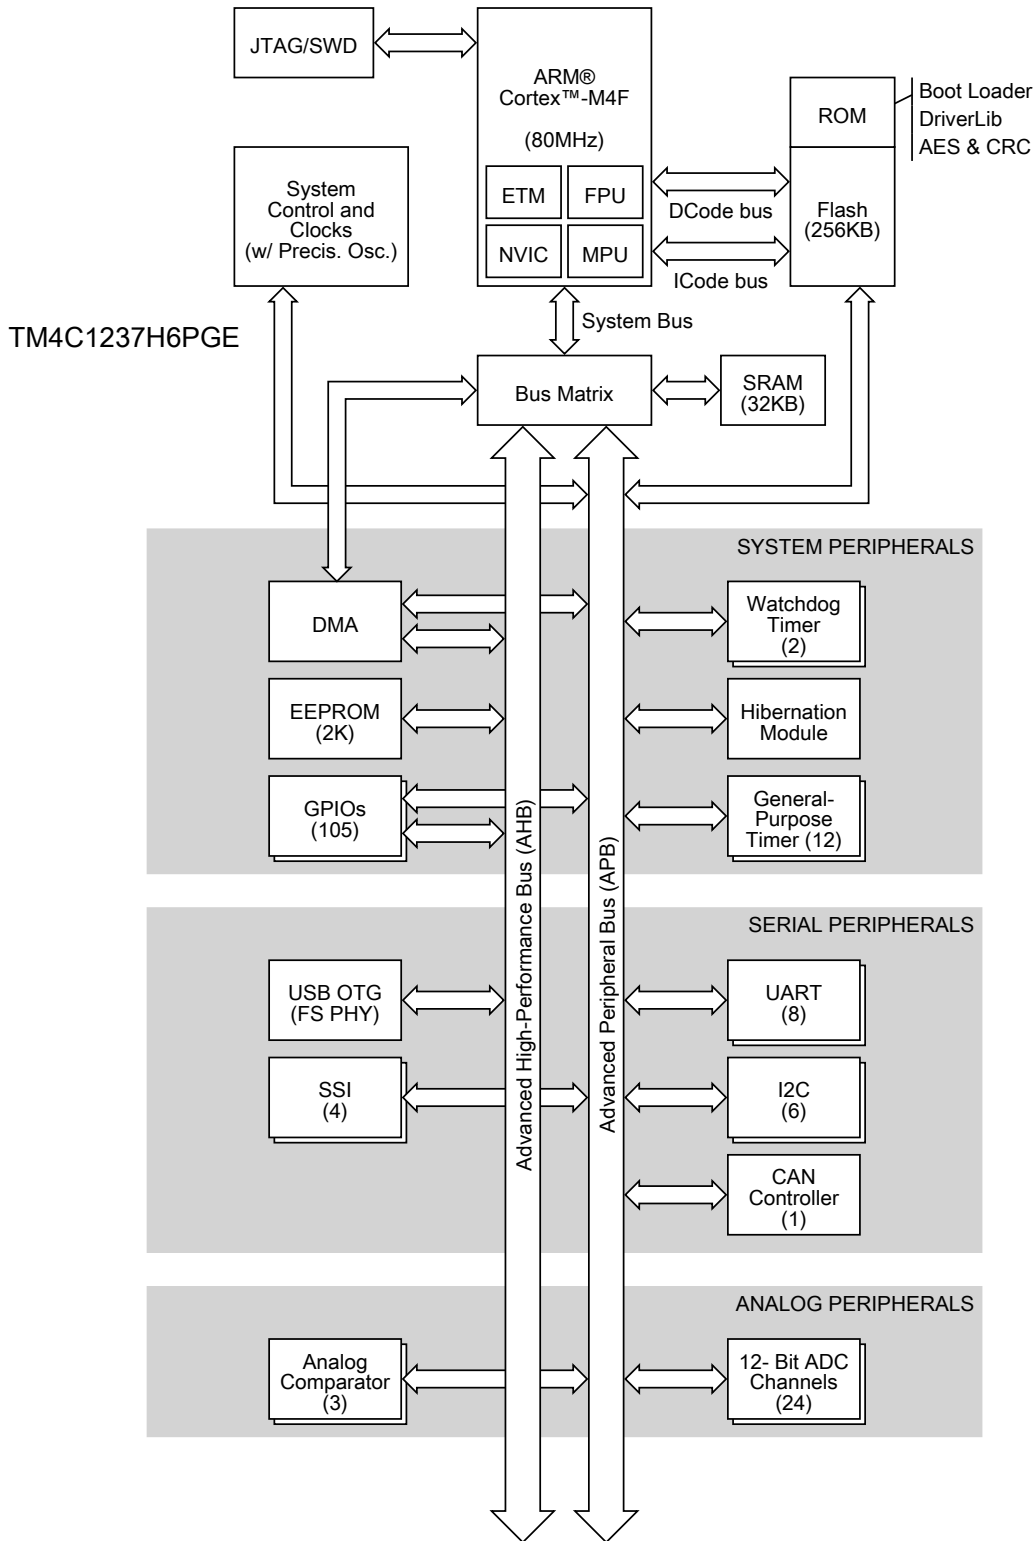 JTAG/SWD
ARM®
Cortex™-M4F
(80MHz)
ETM
FPU
NVIC
MPU
ROM
Boot Loader
DriverLib
AES & CRC
Flash
(256KB)
DCode bus
ICode bus
System
Control and
Clocks
(w/ Precis. Osc.)
TM4C1237H6PGE
System Bus
Bus Matrix
SRAM
(32KB)
SYSTEM PERIPHERALS
DMA
Watchdog
Timer
(2)
EEPROM
(2K)
Hibernation
Module
GPIOs
(105)
General-
Purpose
Timer (12)
Advanced High-Performance Bus (AHB)
Advanced Peripheral Bus (APB)
SERIAL PERIPHERALS
USB OTG
(FS PHY)
UART
(8)
SSI
(4)
I2C
(6)
CAN
Controller
(1)
ANALOG PERIPHERALS
Analog
Comparator
(3)
12- Bit ADC
Channels
(24)